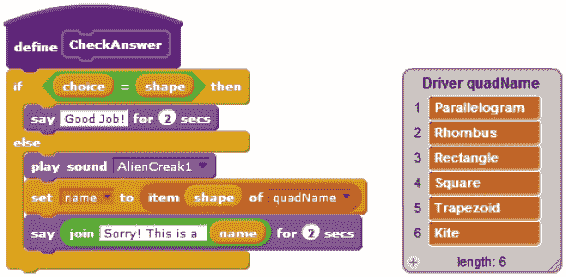 define CheckAnswer
if choice = shape then
say Good Job! for 2 secs
else
play sound AlienCreak1
set name to item shape of quadName
say join Sorry! This is a name for 2 secs
Driver quadName
1 Parallelogram
2 Rhombus
3 Rectangle
4 Square
5 Trapezoid
6 Kite
+ length: 6